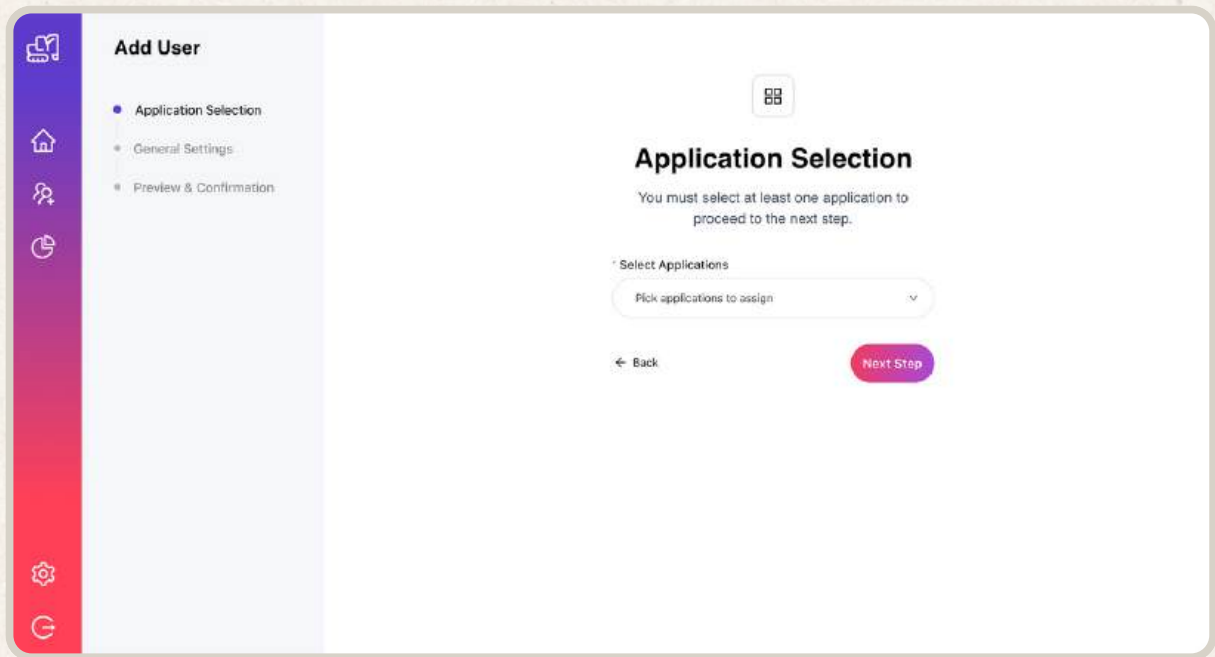 Add User
Application Selection
General Settings
Preview & Confirmation
Application Selection
You must select at least one application to
proceed to the next step.
* Select Applications
Pick applications to assign
← Back
Next Step